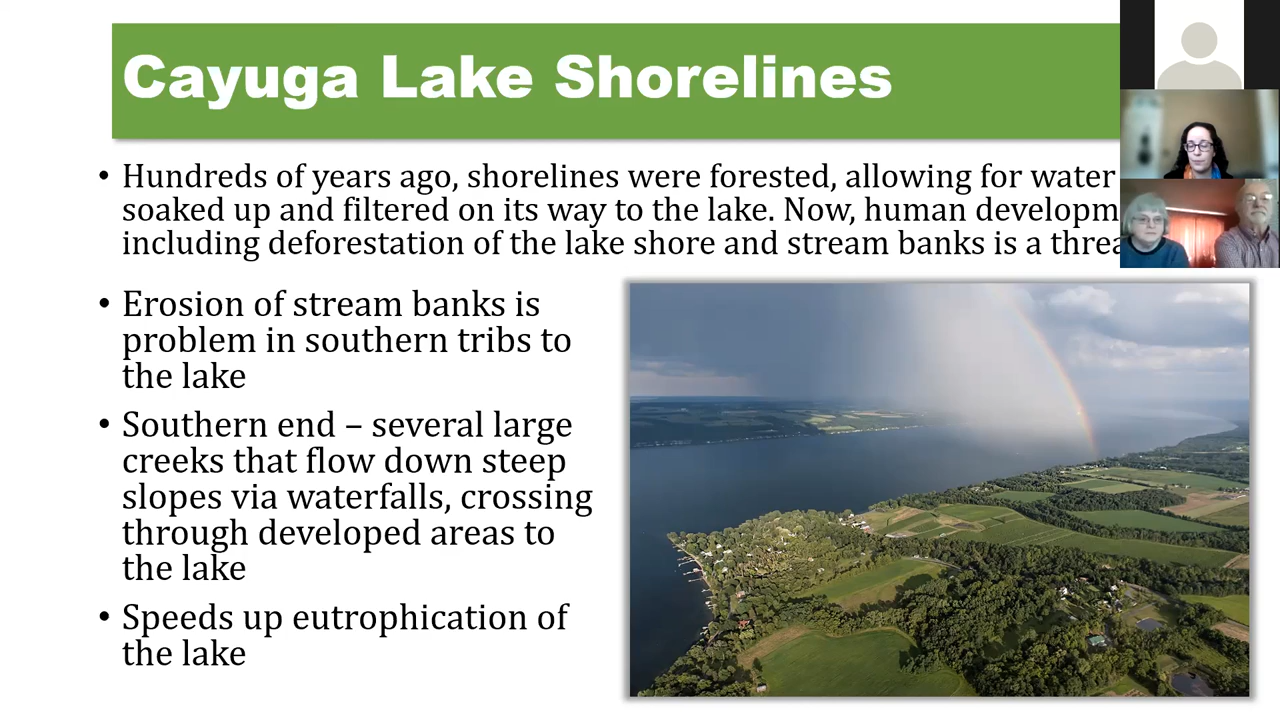 Cayuga Lake Shorelines
• Hundreds of years ago, shorelines were forested, allowing for water
soaked up and filtered on its way to the lake. Now, human
including deforestation of the lake shore and stream banks is a
• Erosion of stream banks is
problem in southern tribs to
the lake
• Southern end – several large
creeks that flow down steep
slopes via waterfalls, crossing
through developed areas to
the lake
• Speeds up eutrophication of
the lake